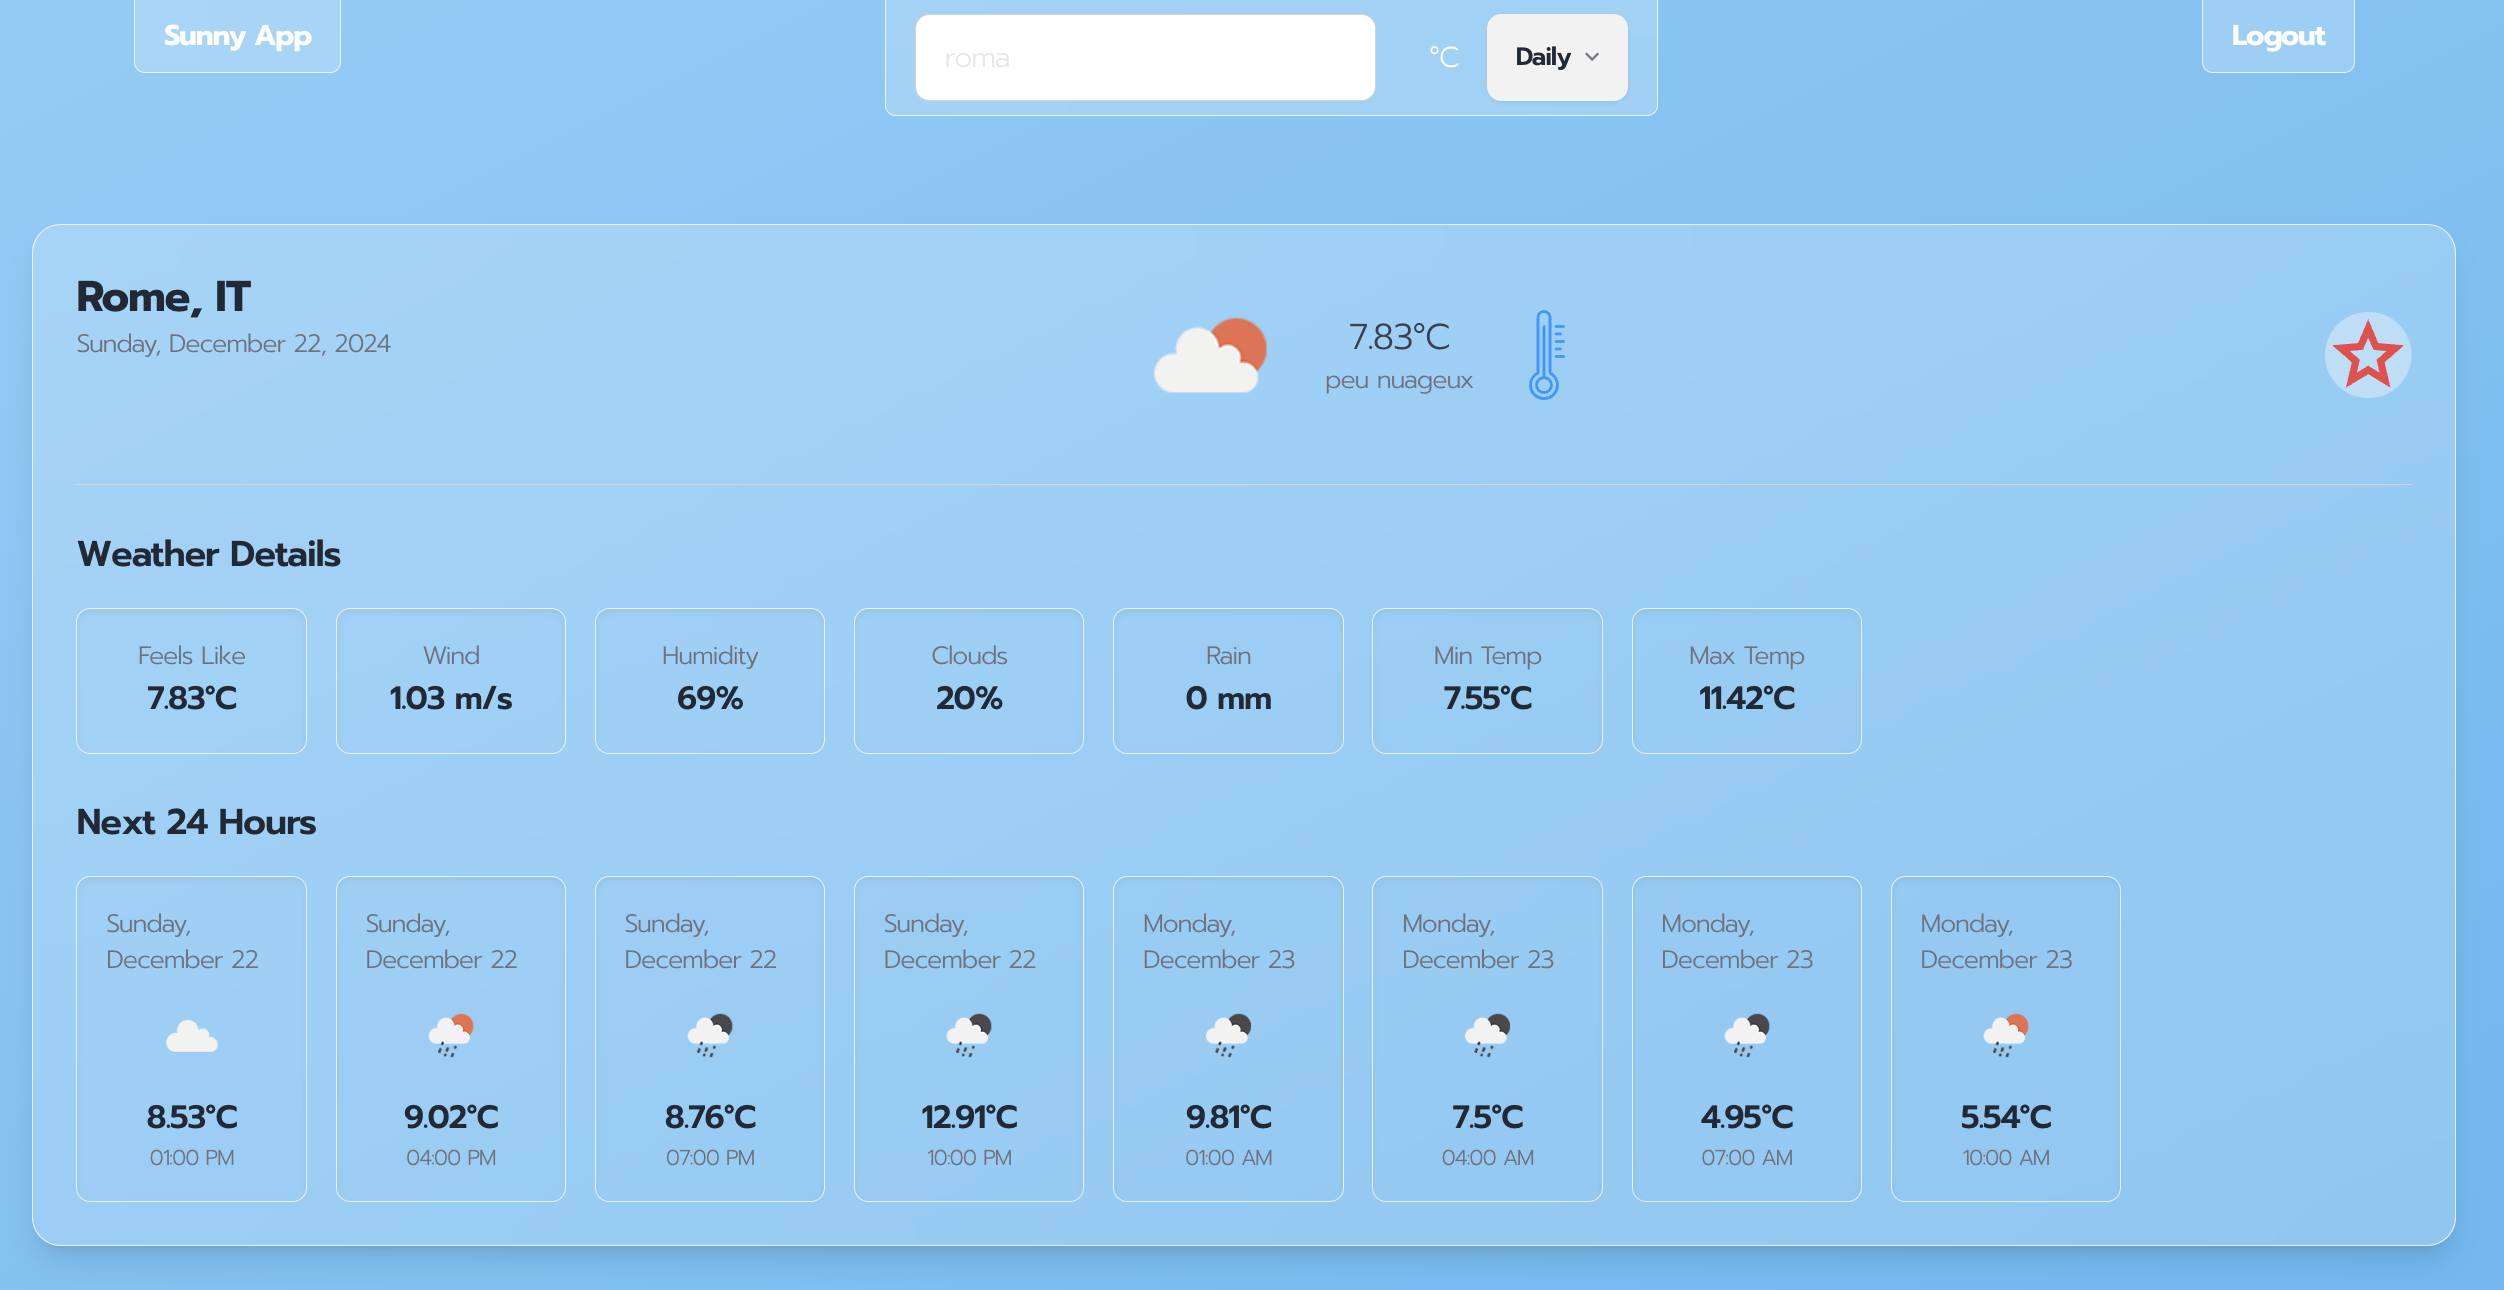 Sunny App
roma
°C
Daily
Logout
Rome, IT
Sunday, December 22, 2024
7.83°C
peu nuageux
Weather Details
Feels Like
7.83°C
Wind
1.03 m/s
Humidity
69%
Clouds
20%
Rain
0 mm
Min Temp
7.55°C
Max Temp
11.42°C
Next 24 Hours
Sunday,
December 22
8.53°C
01:00 PM
Sunday,
December 22
9.02°C
04:00 PM
Sunday,
December 22
8.76°C
07:00 PM
Sunday,
December 22
12.91°C
10:00 PM
Monday,
December 23
9.81°C
01:00 AM
Monday,
December 23
7.5°C
04:00 AM
Monday,
December 23
4.95°C
07:00 AM
Monday,
December 23
5.54°C
10:00 AM